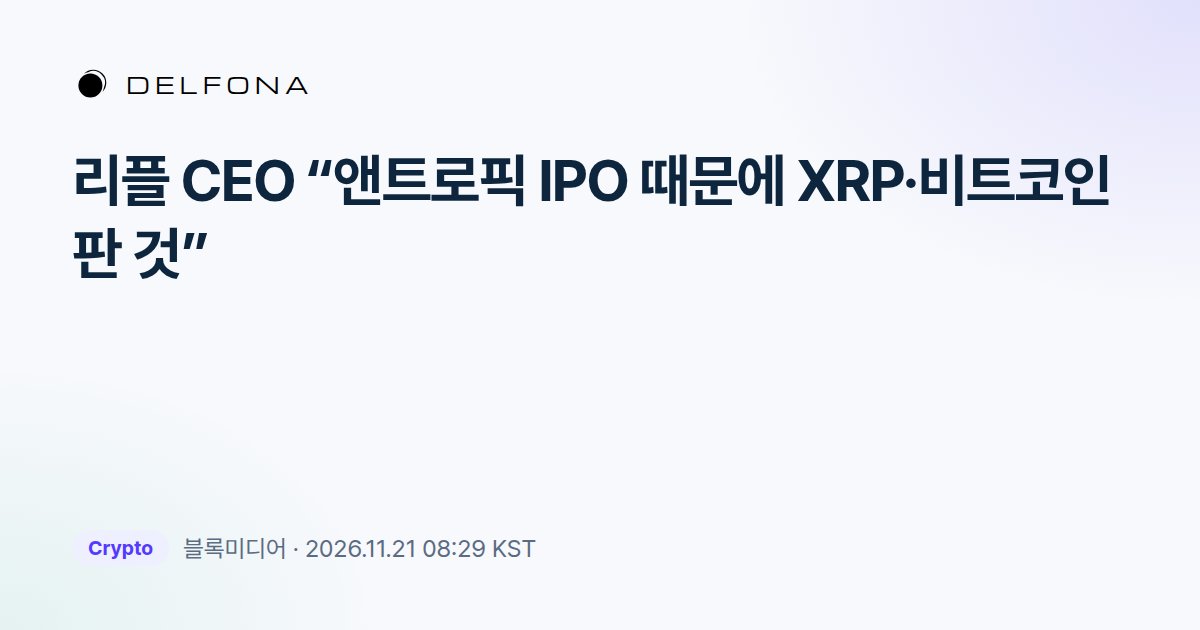 DELFONA
리플 CEO “앤트로픽 IPO 때문에 XRP·비트코인
판 것”
Crypto 블록미디어 · 2026.11.21 08:29 KST